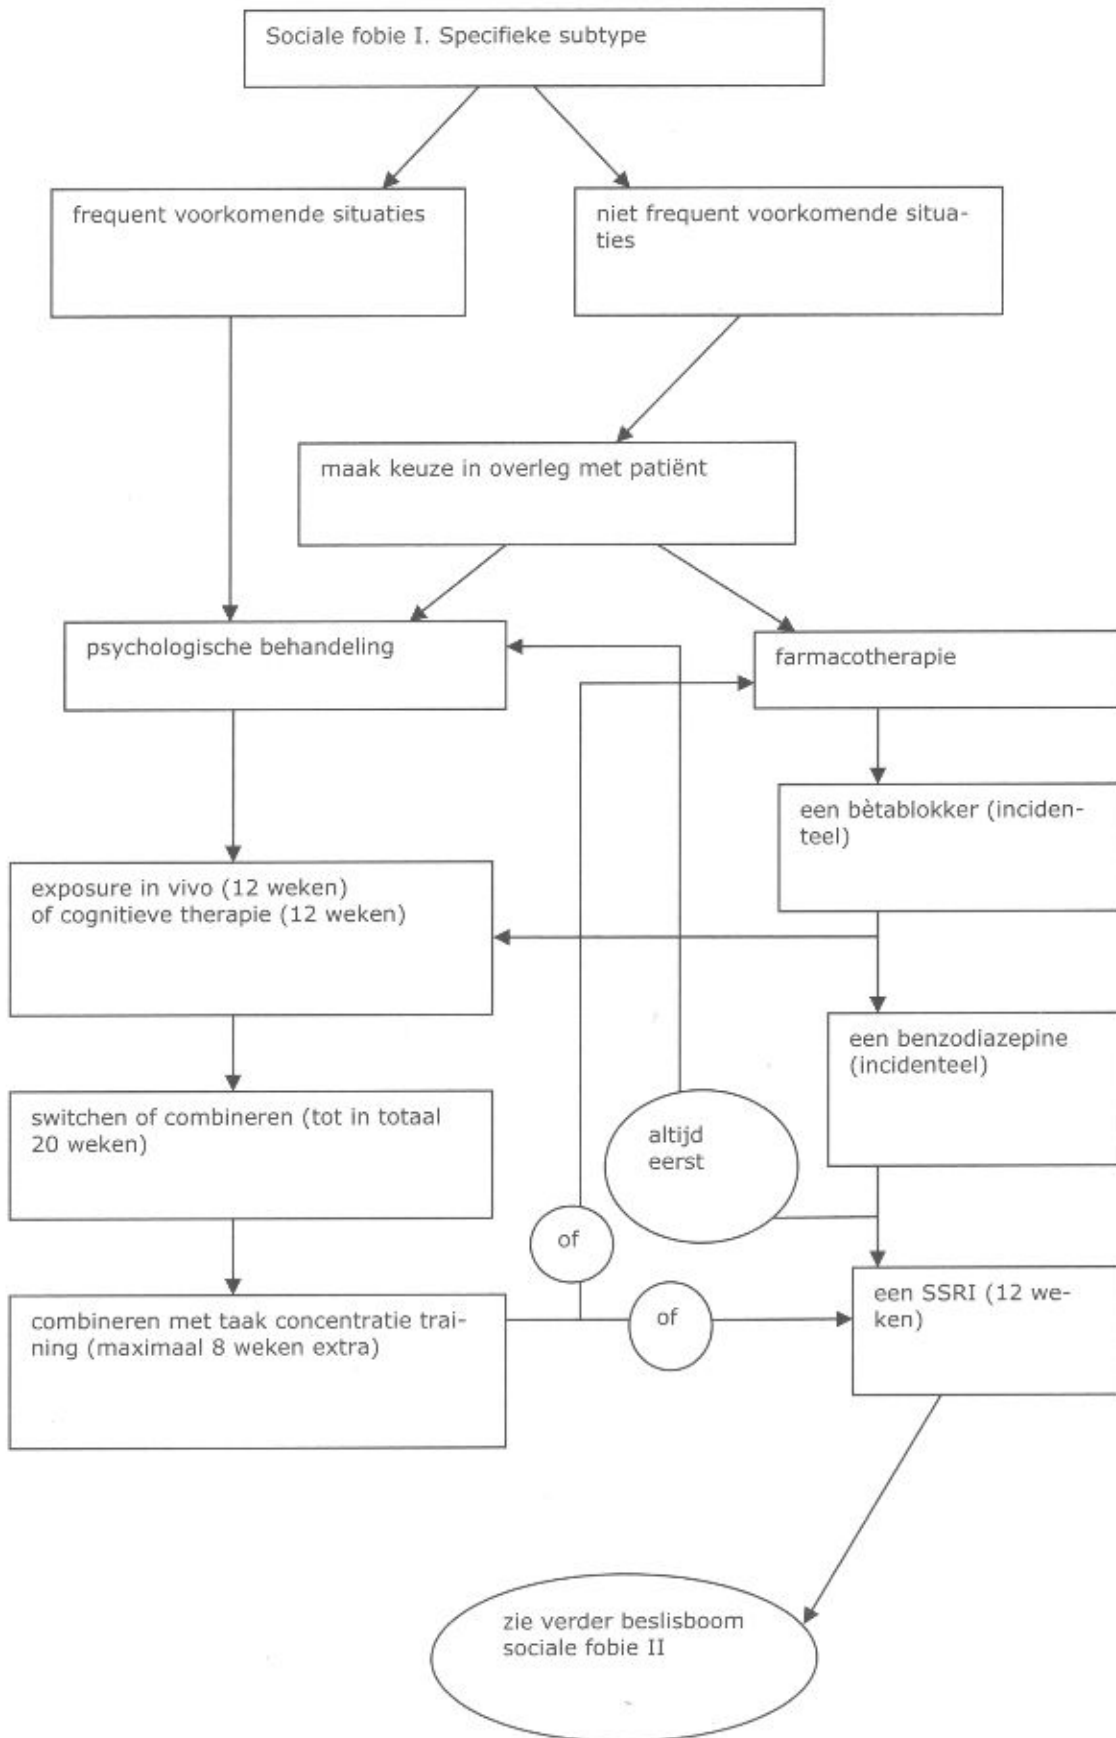 Sociale fobie I. Specifieke subtype
frequent voorkomende situaties
niet frequent voorkomende situa-
ties
maak keuze in overleg met patiënt
psychologische behandeling
farmacotherapie
een bètablokker (inciden-
teel)
exposure in vivo (12 weken)
of cognitieve therapie (12 weken)
een benzodiazepine
(incidenteel)
switchen of combineren (tot in totaal
20 weken)
altijd
eerst
of
een SSRI (12 we-
ken)
combineren met taak concentratie trai-
ning (maximaal 8 weken extra)
of
zie verder beslisboom
sociale fobie II